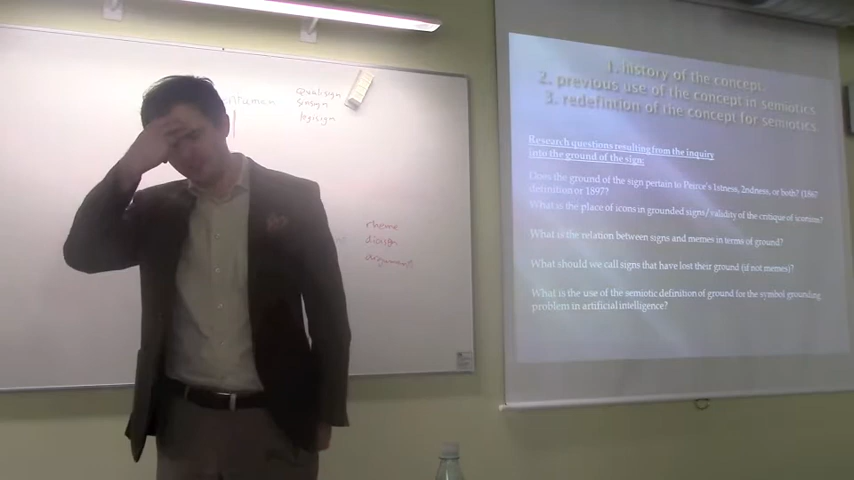 Qualisign
sinsign
legisign
rheme
dicisign
argument
1. history of the concept.
2. previous use of the concept in semiotics
3. redefinition of the concept for semiotics
Research questions resulting from the inquiry
into the ground of the sign:
Does the ground of the sign pertain to Peirce's 1stness, 2ndness, or both? (1867
definition or 1897?
What is the place of icons in grounded signs/validity of the critique of iconism?
What is the relation between signs and memes in terms of ground?
What should we call signs that have lost their ground (if not memes)?
What is the use of the semiotic definition of ground for the symbol grounding
problem in artificial intelligence?